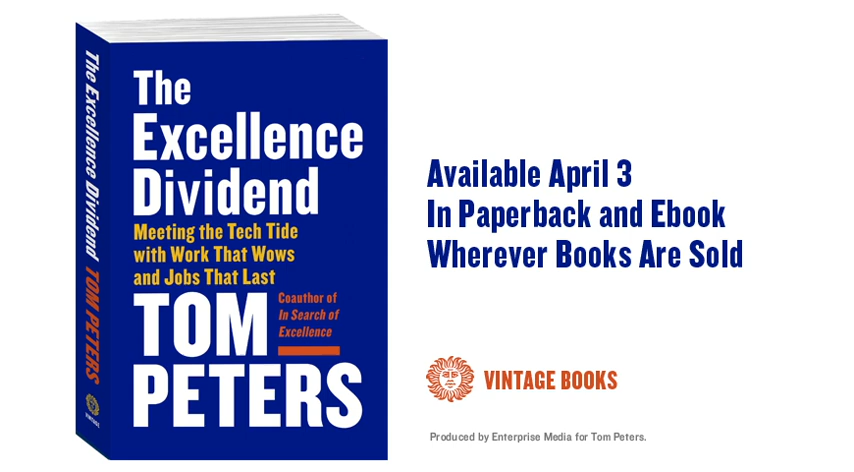 The Excellence Dividend TOM PETERS
VINTAGE
The
Excellence
Dividend
Meeting the Tech Tide
with Work That Wows
and Jobs That Last
Coauthor of
In Search of
Excellence
TOM
PETERS
Available April 3
In Paperback and Ebook
Wherever Books Are Sold
VINTAGE BOOKS
Produced by Enterprise Media for Tom Peters.